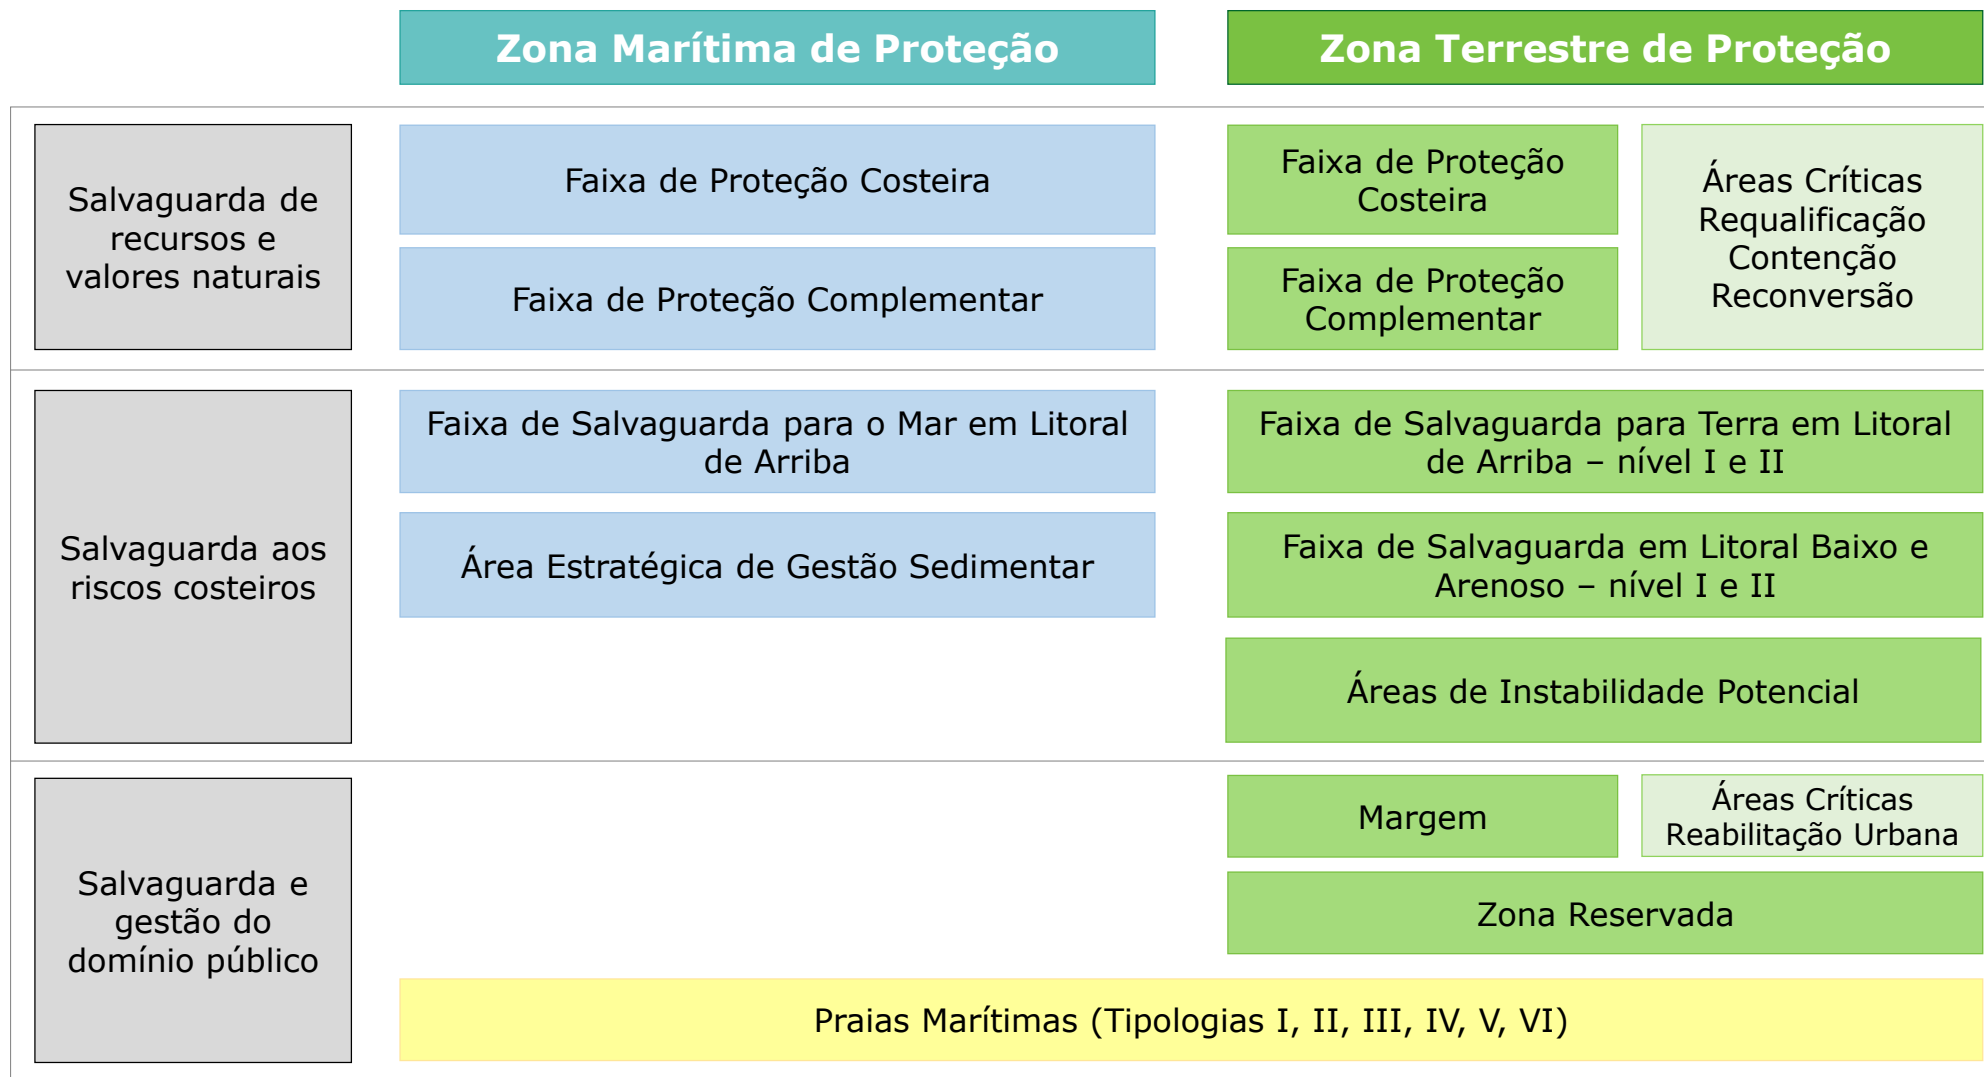 Zona Marítima de Proteção
Zona Terrestre de Proteção
Salvaguarda de
recursos e
valores naturais
Faixa de Proteção Costeira
Faixa de Proteção Complementar
Faixa de Proteção
Costeira
Faixa de Proteção
Complementar
Áreas Críticas
Requalificação
Contenção
Reconversão
Salvaguarda aos
riscos costeiros
Faixa de Salvaguarda para o Mar em Litoral
de Arriba
Área Estratégica de Gestão Sedimentar
Faixa de Salvaguarda para Terra em Litoral
de Arriba – nível I e II
Faixa de Salvaguarda em Litoral Baixo e
Arenoso – nível I e II
Áreas de Instabilidade Potencial
Salvaguarda e
gestão do
domínio público
Margem
Áreas Críticas
Reabilitação Urbana
Zona Reservada
Praias Marítimas (Tipologias I, II, III, IV, V, VI)